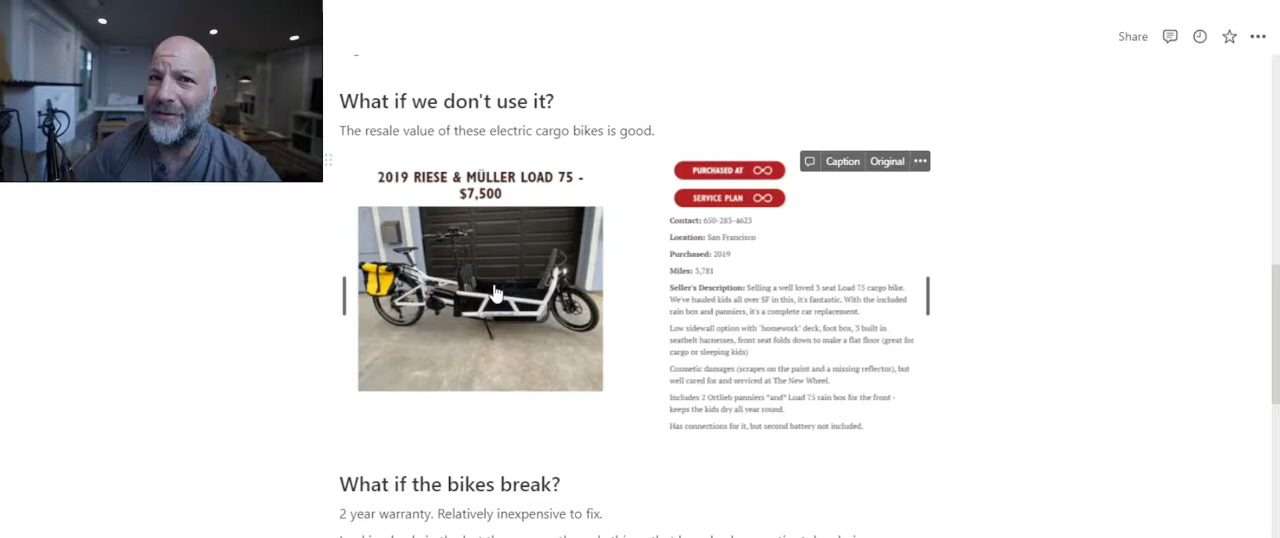 Share
What if we don't use it?
The resale value of these electric cargo bikes is good.
Caption Original
2019 RIESE & MÜLLER LOAD 75 -
$7,500
PURCHASED AT
SERVICE PLAN
Contact: 650-283-4623
Location: San Francisco
Purchased: 2019
Miles: 3,781
Seller's Description: Selling a well loved 3 seat Load 75 cargo bike.
We've hauled kids all over SF in this, it's fantastic. With the included
rain box and panniers, it's a complete car replacement.
Low sidewall option with "homework" deck, foot box, 3 built in
seatbelt harnesses, front seat folds down to make a flat floor (great for
cargo or sleeping kids)
Cosmetic damages (scrapes on the paint and a missing reflector), but
well cared for and serviced at The New Wheel.
Includes 2 Ortlieb panniers *and* Load 75 rain box for the front -
keeps the kids dry all year round.
Has connections for it, but second battery not included.
What if the bikes break?
2 year warranty. Relatively inexpensive to fix.